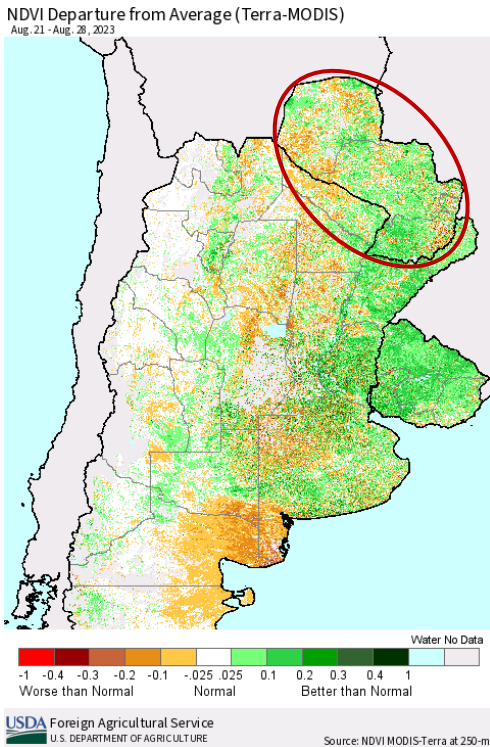 NDVI Departure from Average (Terra-MODIS)
Aug. 21 - Aug. 28, 2023
Water No Data
-1 -0.4 -0.3 -0.2 -0.1 -.025 .025 0.1 0.2 0.3 0.4 1
Worse than Normal Normal Better than Normal
USDA Foreign Agricultural Service
U.S. DEPARTMENT OF AGRICULTURE
Source: NDVI MODIS-Terra at 250-m